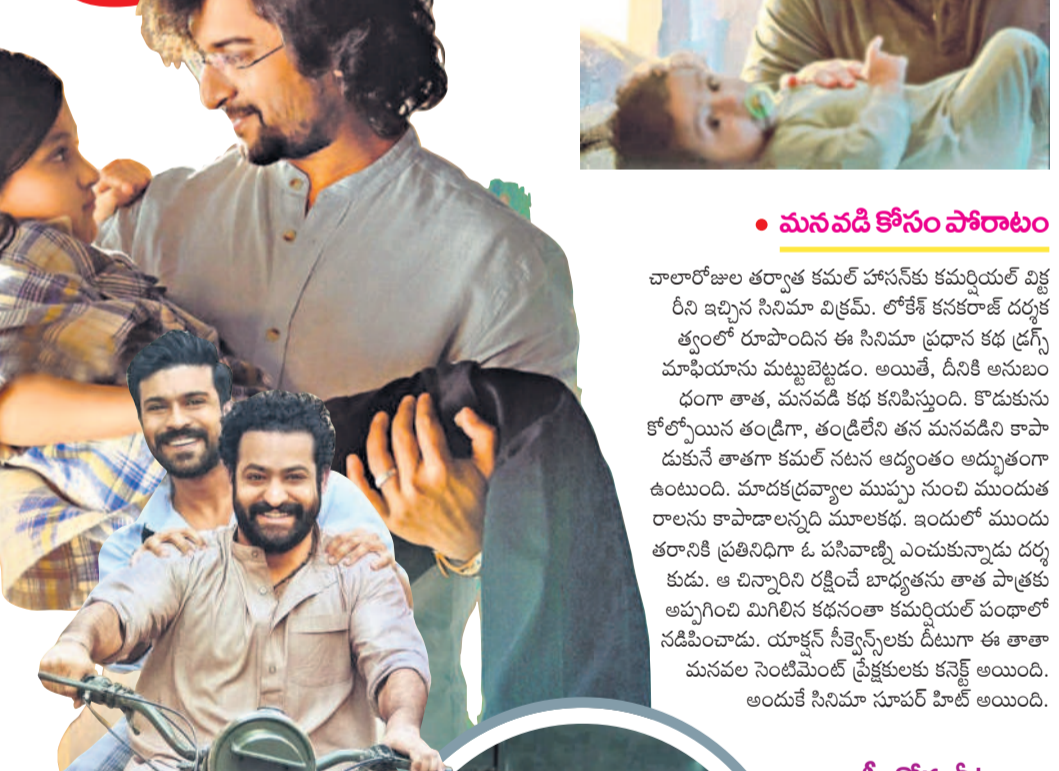 • మనవడి కోసం పోరాటం
చాలారోజుల తర్వాత కమల్ హాసన్‌కు కమర్షియల్ విక్ట
రీని ఇచ్చిన సినిమా విక్రమ్. లోకేశ్ కనకరాజ్ దర్శక
త్వంలో రూపొందిన ఈ సినిమా ప్రధాన కథ డ్రగ్స్
మాఫియాను మట్టుబెట్టడం. అయితే, దీనికి అనుబం
ధంగా తాత, మనవడి కథ కనిపిస్తుంది. కొడుకును
కోల్పోయిన తండ్రిగా, తండ్రిలేని తన మనవడిని కాపా
డుకునే తాతగా కమల్ నటన ఆద్యంతం అద్భుతంగా
ఉంటుంది. మాదకద్రవ్యాల ముప్పు నుంచి ముందుత
రాలను కాపాడాలన్నది మూలకథ. ఇందులో ముందు
తరానికి ప్రతినిధిగా ఓ పసివాణ్ని ఎంచుకున్నాడు దర్శ
కుడు. ఆ చిన్నారిని రక్షించే బాధ్యతను తాత పాత్రకు
అప్పగించి మిగిలిన కథనంతా కమర్షియల్ పంథాలో
నడిపించాడు. యాక్షన్ సీక్వెన్స్‌లకు దీటుగా ఈ తాతా
మనవల సెంటిమెంట్ ప్రేక్షకులకు కనెక్ట్ అయింది.
అందుకే సినిమా సూపర్ హిట్ అయింది.